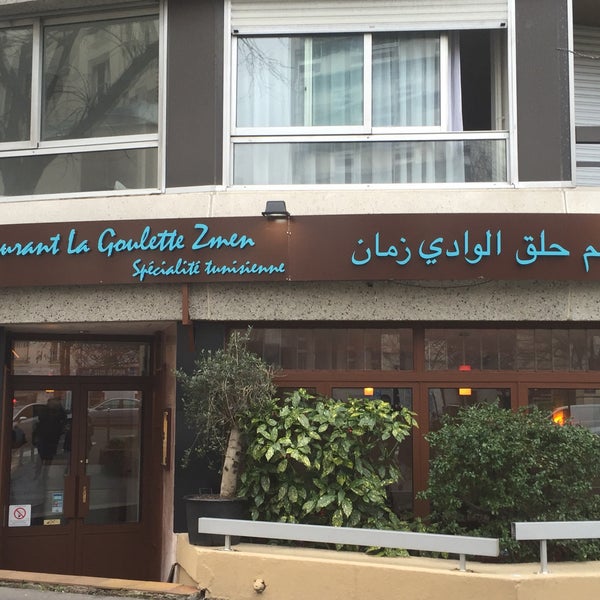 urant La Goulette Zmen
Spécialité tunisienne
م حلق الوادي زمان